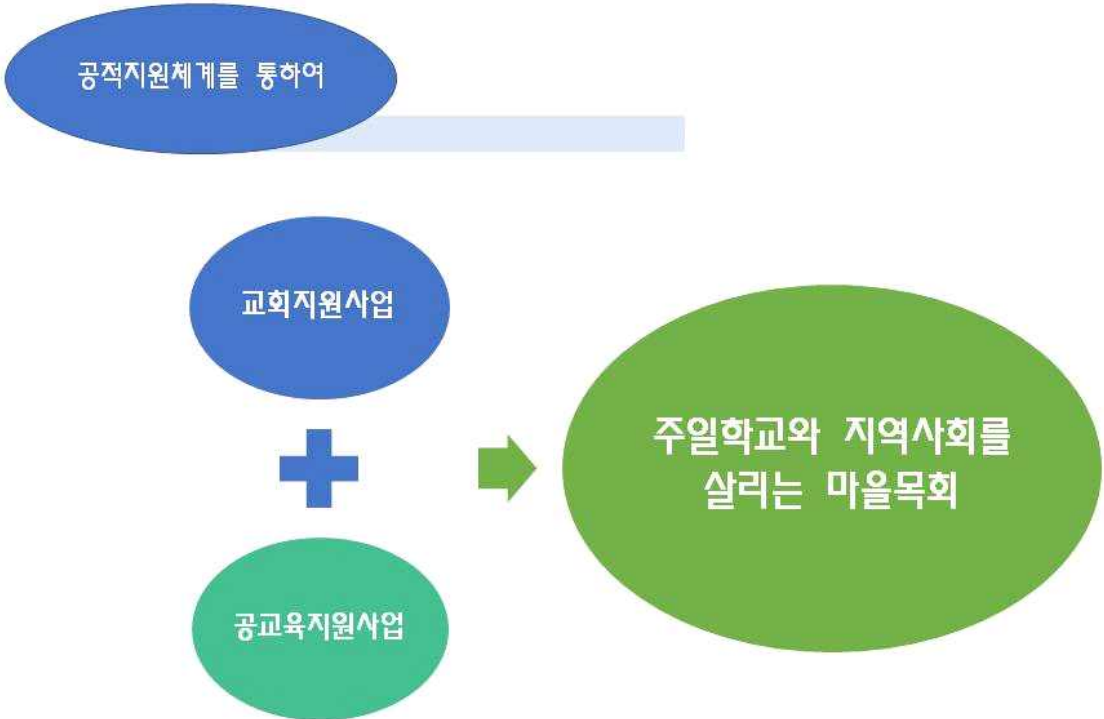 공적지원체계를 통하여
교회지원사업
공교육지원사업
주일학교와 지역사회를
살리는 마을목회